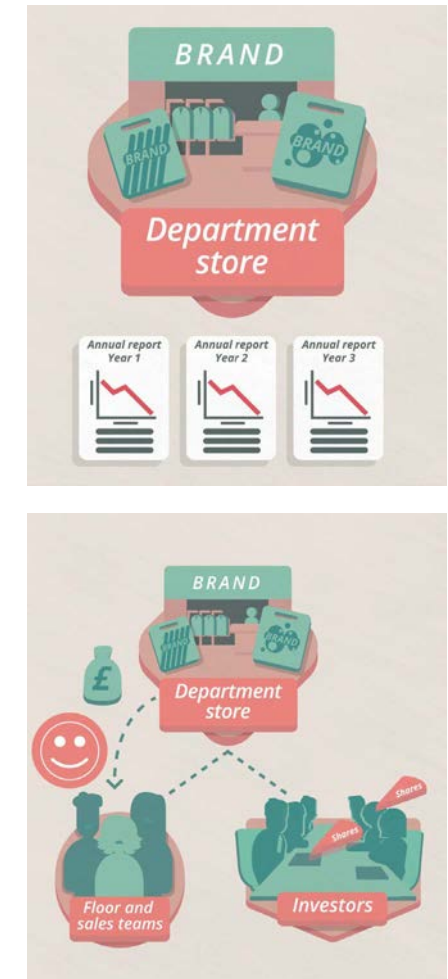 BRAND
BRAND
BRAND
Department
store
Annual report
Year 1
Annual report
Year 2
Annual report
Year 3
BRAND
Department
store
£
Shares
Shares
Floor and
sales teams
Investors